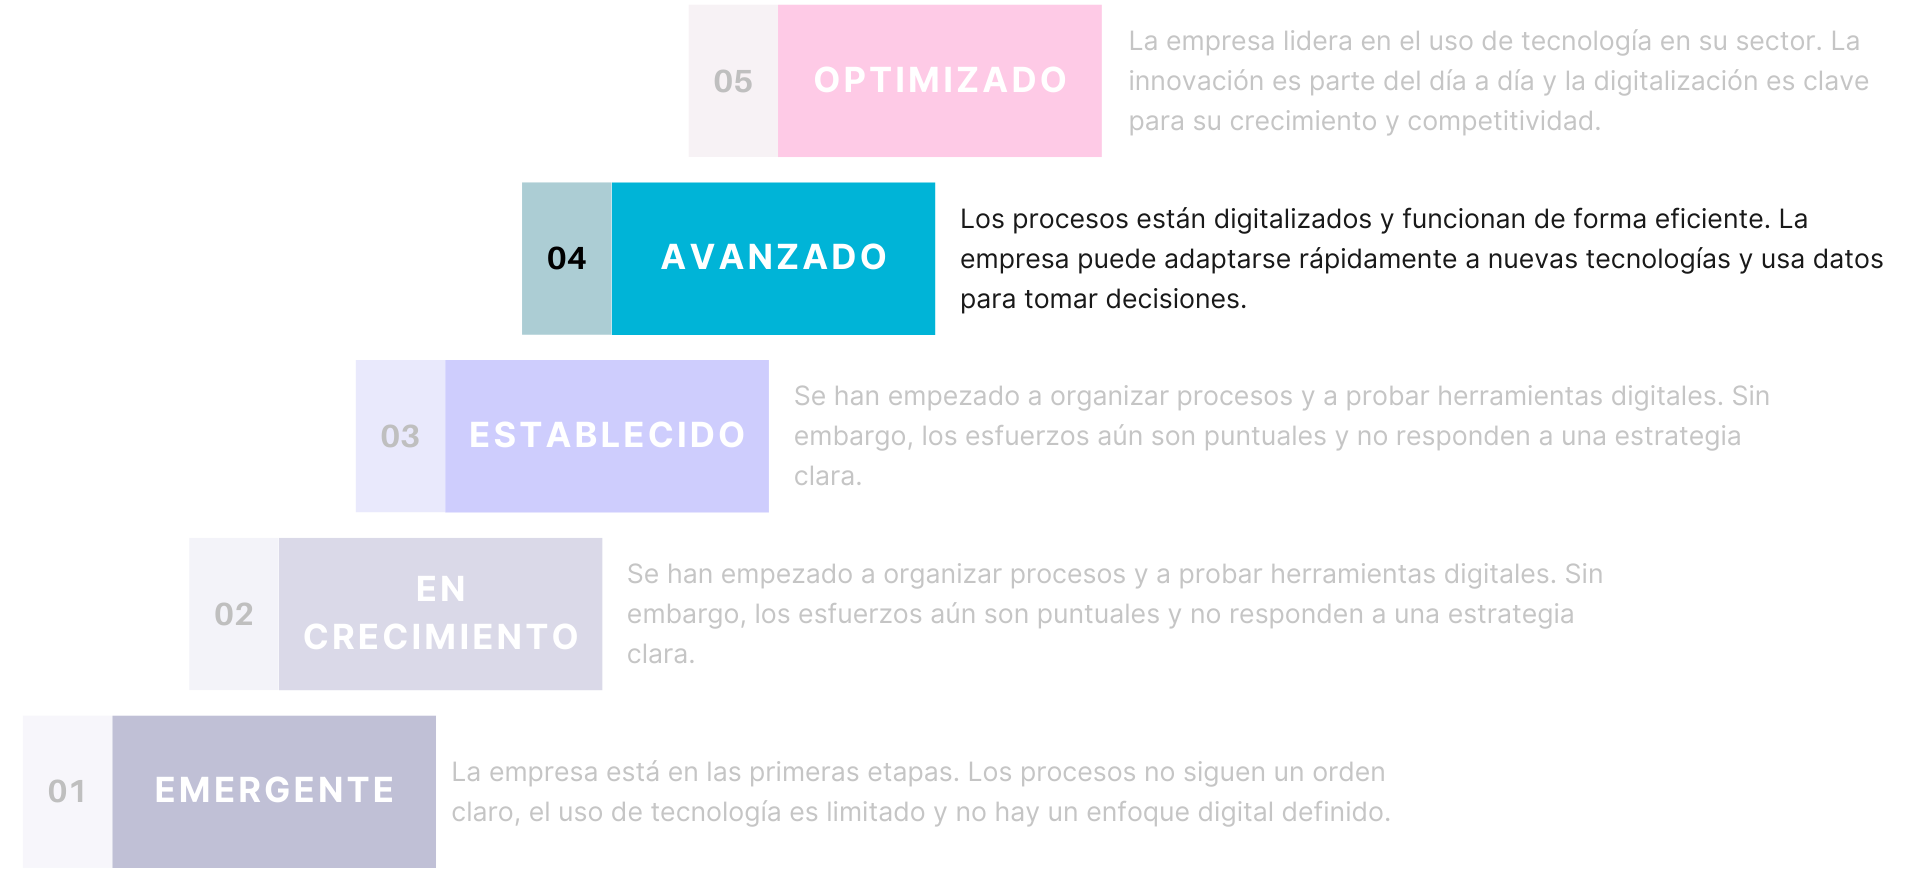 05
OPTIMIZADO
La empresa lidera en el uso de tecnología en su sector. La
innovación es parte del día a día y la digitalización es clave
para su crecimiento y competitividad.
04
AVANZADO
Los procesos están digitalizados y funcionan de forma eficiente. La
empresa puede adaptarse rápidamente a nuevas tecnologías y usa datos
para tomar decisiones.
03
ESTABLECIDO
Se han empezado a organizar procesos y a probar herramientas digitales. Sin
embargo, los esfuerzos aún son puntuales y no responden a una estrategia
clara.
02
EN
CRECIMIENTO
Se han empezado a organizar procesos y a probar herramientas digitales. Sin
embargo, los esfuerzos aún son puntuales y no responden a una estrategia
clara.
01
EMERGENTE
La empresa está en las primeras etapas. Los procesos no siguen un orden
claro, el uso de tecnología es limitado y no hay un enfoque digital definido.